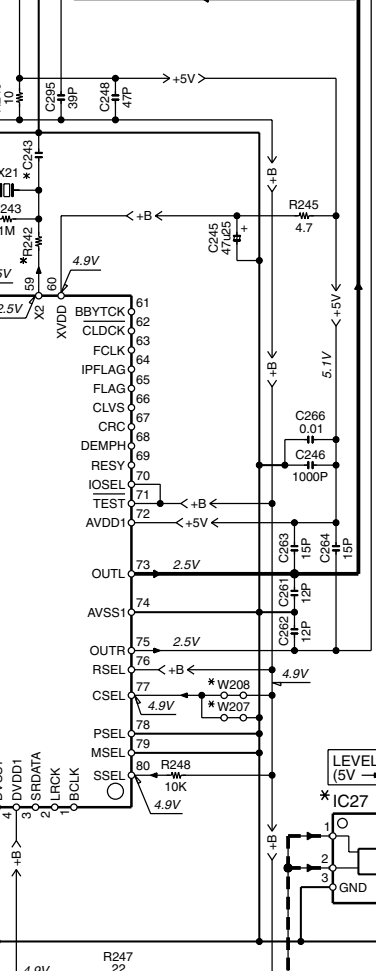 10
C295
39P
C248
47P
+5V
X21
*C243
243
1M
*R242
+B
+B
C245
47u25
+
R245
4.7
+5V
5.1V
+B
5V
2.5V
59
60
4.9V
X2
XVDD
61
BBYTCK
62
CLDCK
63
FCLK
64
IPFLAG
65
FLAG
66
CLVS
67
CRC
68
DEMPH
69
RESY
70
IOSEL
71
TEST
+B
72
AVDD1
+5V
C266
0.01
C246
1000P
C263
15P
C264
15P
73
OUTL
2.5V
C261
12P
74
AVSS1
C262
12P
75
OUTR
2.5V
76
RSEL
+B
4.9V
77
CSEL
4.9V
* W208
* W207
78
PSEL
79
MSEL
80
SSEL
R248
10K
4.9V
DVDD1
SRDATA
LRCK
BCLK
4
3
2
1
+B
+B
LEVEL
(5V
* IC27
1
2
3
GND
R247
22
4.9V